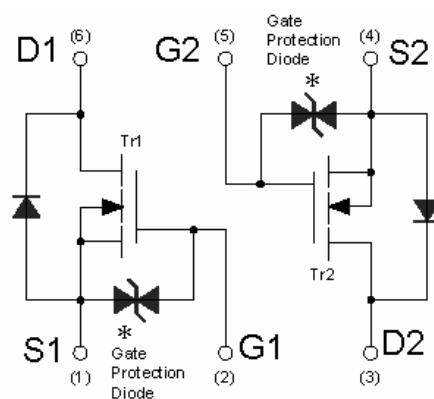 (6) (5) Gate (4)
D1 G2 Protection S2
Diode
*
Tr1
Tr2
*
S1 Gate G1 D2
(1) Protection (2) (3)
Diode